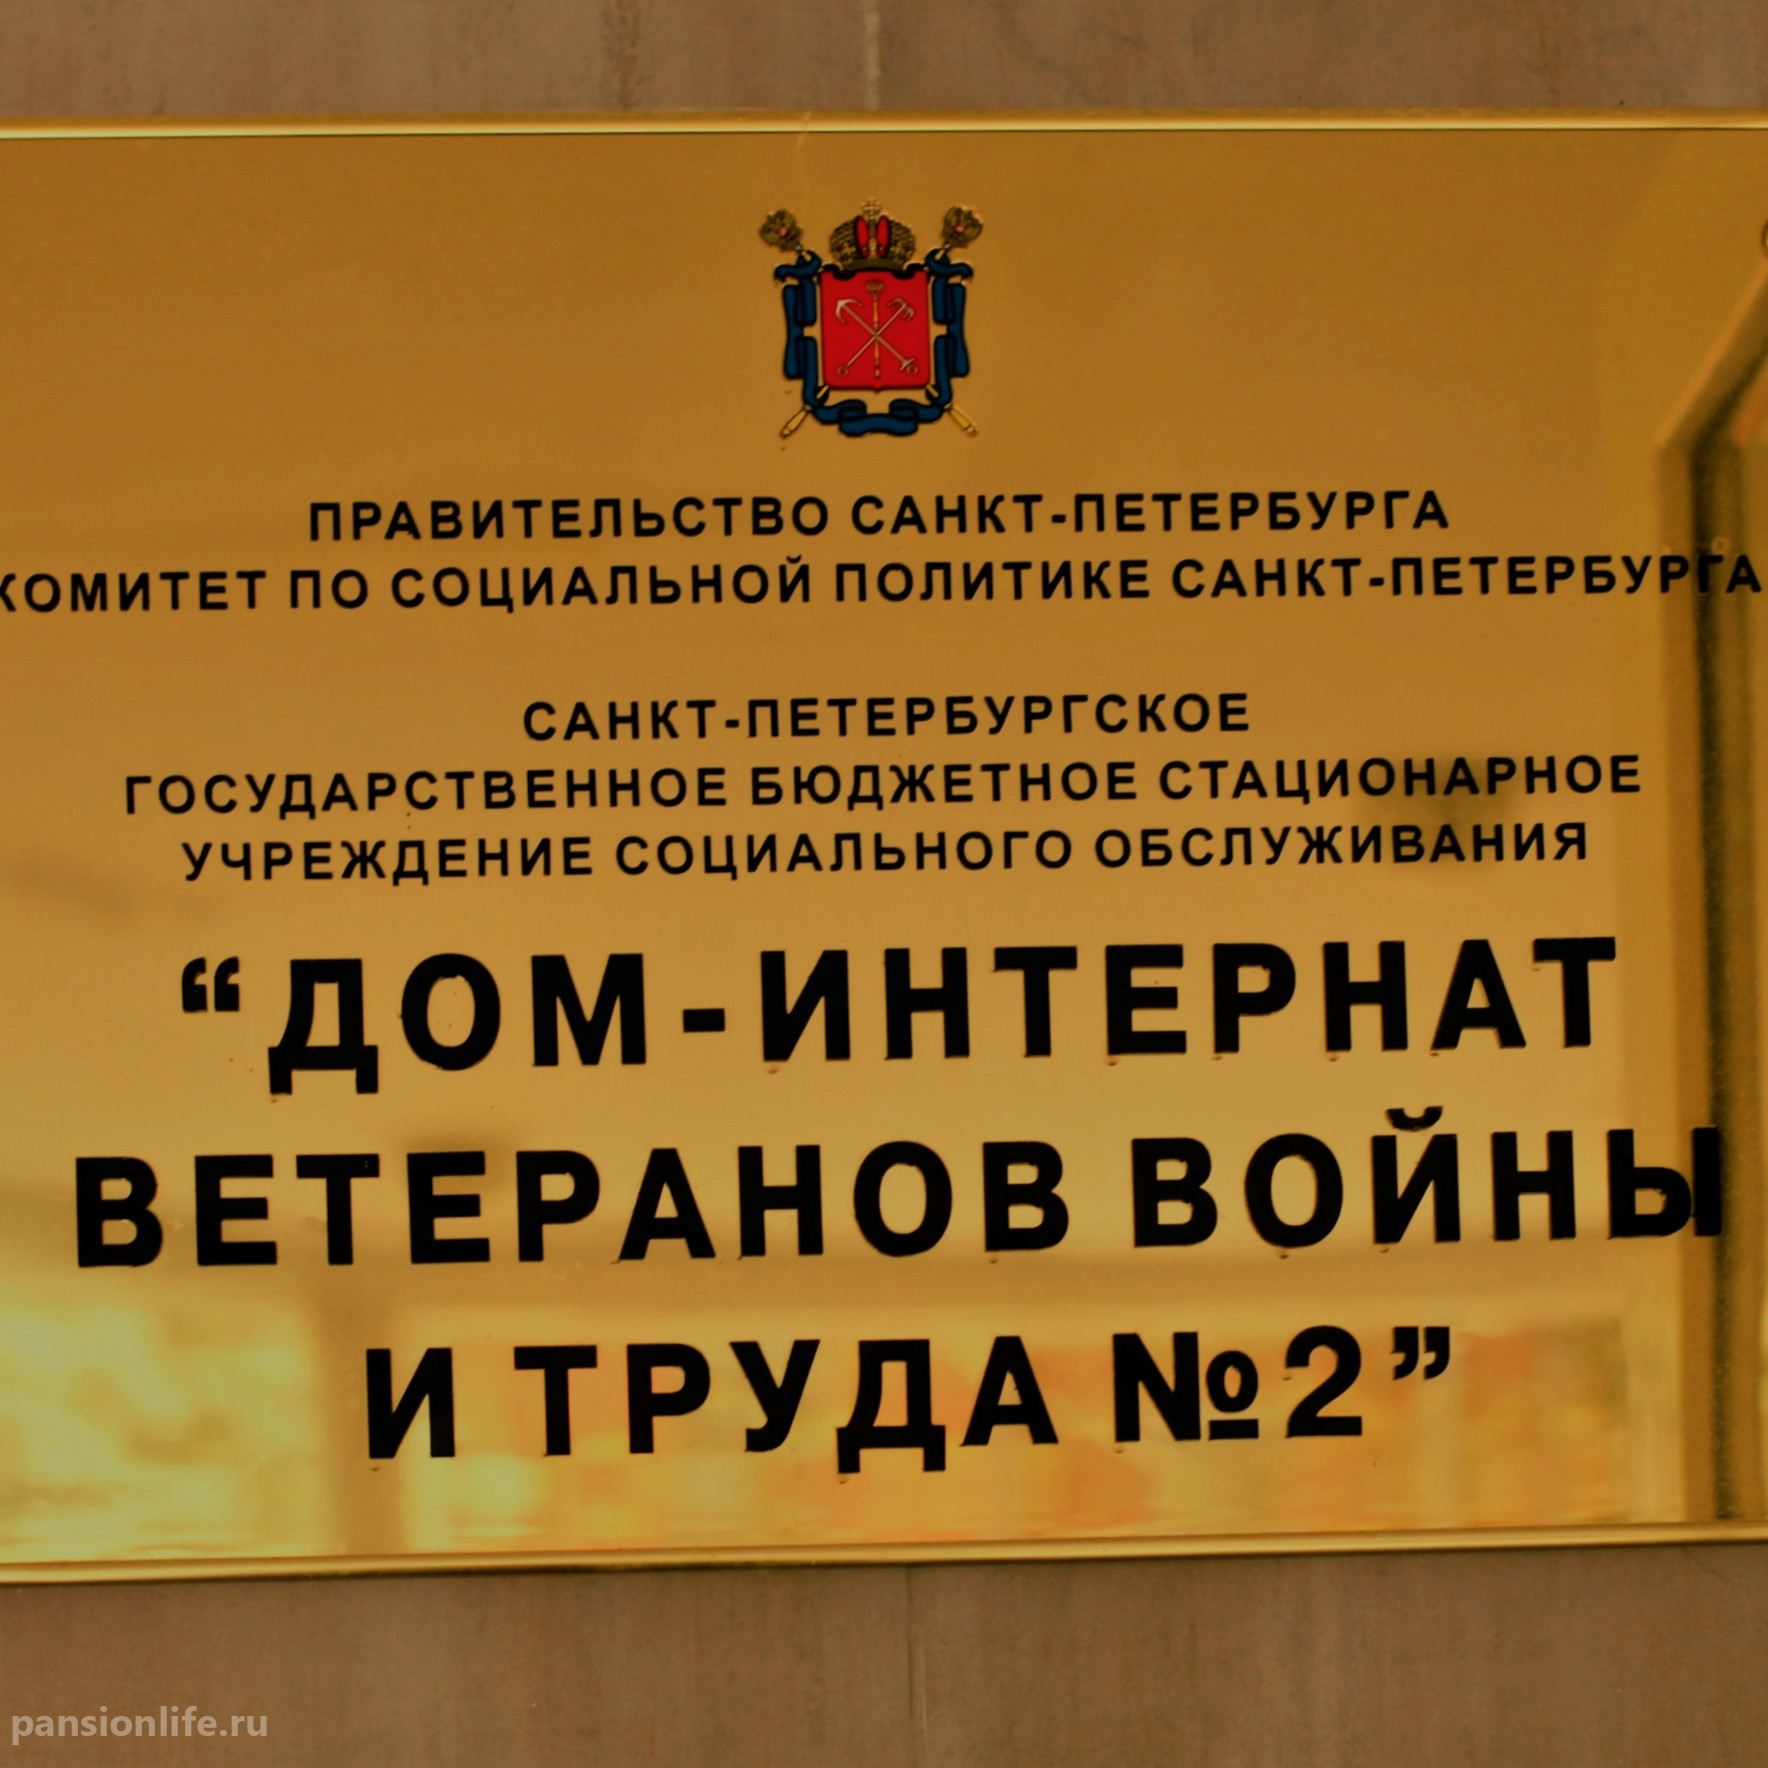 ПРАВИТЕЛЬСТВО САНКТ-ПЕТЕРБУРГА
КОМИТЕТ ПО СОЦИАЛЬНОЙ ПОЛИТИКЕ САНКТ-ПЕТЕРБУРГА
САНКТ-ПЕТЕРБУРГСКОЕ
ГОСУДАРСТВЕННОЕ БЮДЖЕТНОЕ СТАЦИОНАРНОЕ
УЧРЕЖДЕНИЕ СОЦИАЛЬНОГО ОБСЛУЖИВАНИЯ
“ДОМ-ИНТЕРНАТ
ВЕТЕРАНОВ ВОЙНЫ
И ТРУДА №2”
pansionlife.ru